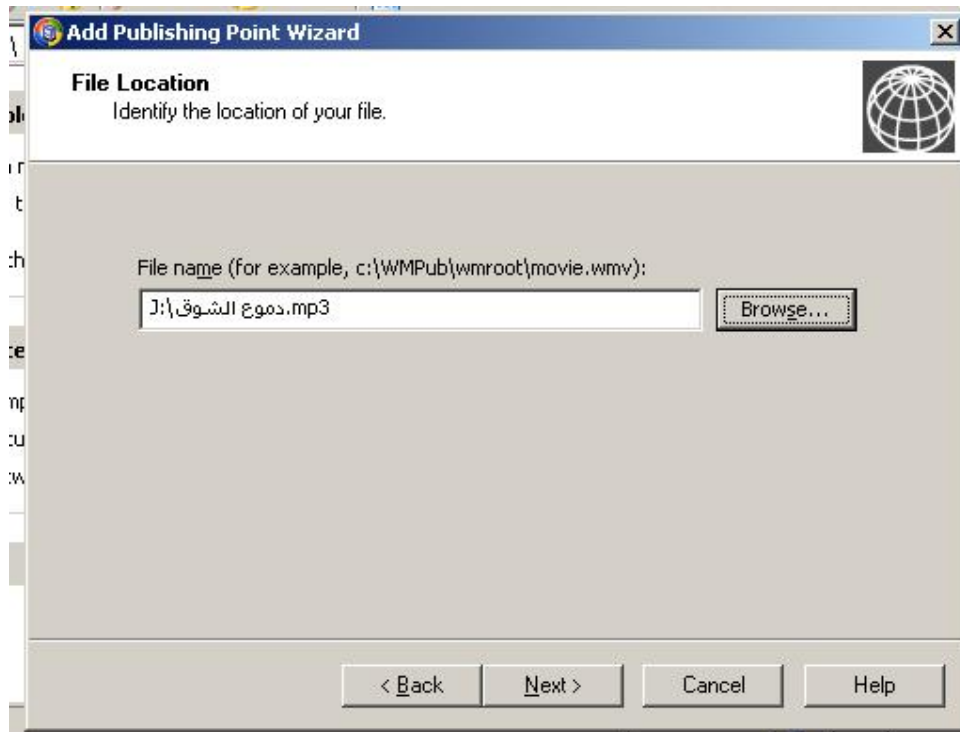 Add Publishing Point Wizard
File Location
Identify the location of your file.
File name (for example, c:\WMPub\wmroot\movie.wmv):
J:\دموع الشوق.mp3
Browse...
< Back
Next >
Cancel
Help